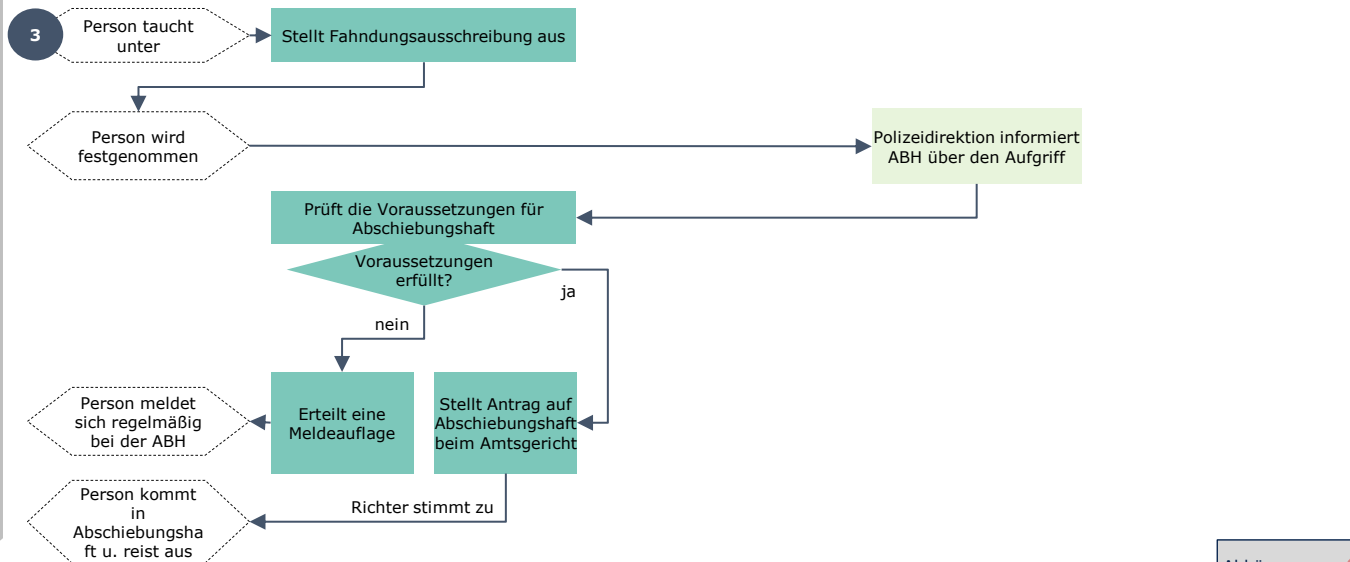 3
Person taucht
unter
Stellt Fahndungsausschreibung aus
Person wird
festgenommen
Polizeidirektion informiert
ABH über den Aufgriff
Prüft die Voraussetzungen für
Abschiebungshaft
Voraussetzungen
erfüllt?
ja
nein
Person meldet
sich regelmäßig
bei der ABH
Erteilt eine
Meldeauflage
Stellt Antrag auf
Abschiebungshaft
beim Amtsgericht
Person kommt
in
Abschiebungsha
ft u. reist aus
Richter stimmt zu